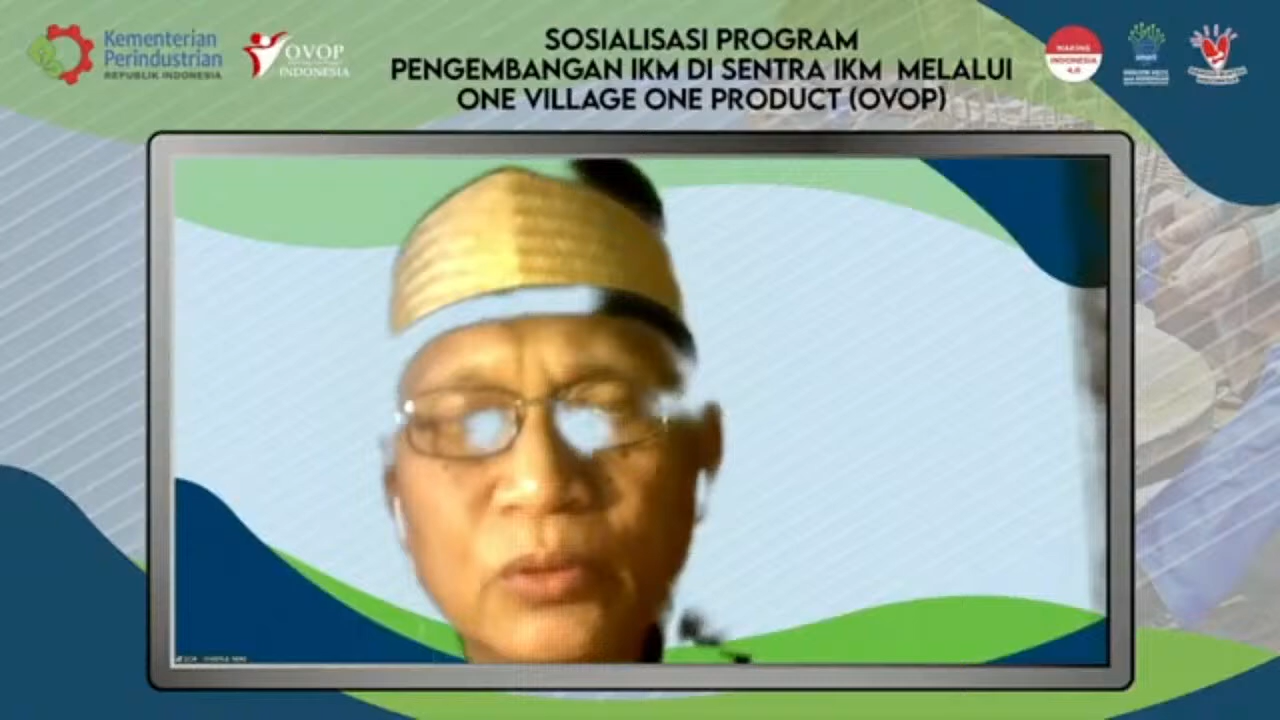 Kementerian
Perindustrian
REPUBLIK INDONESIA
OVOP
INDONESIA
SOSIALISASI PROGRAM
PENGEMBANGAN IKM DI SENTRA IKM MELALUI
ONE VILLAGE ONE PRODUCT (OVOP)
MAKING
INDONESIA
4.0